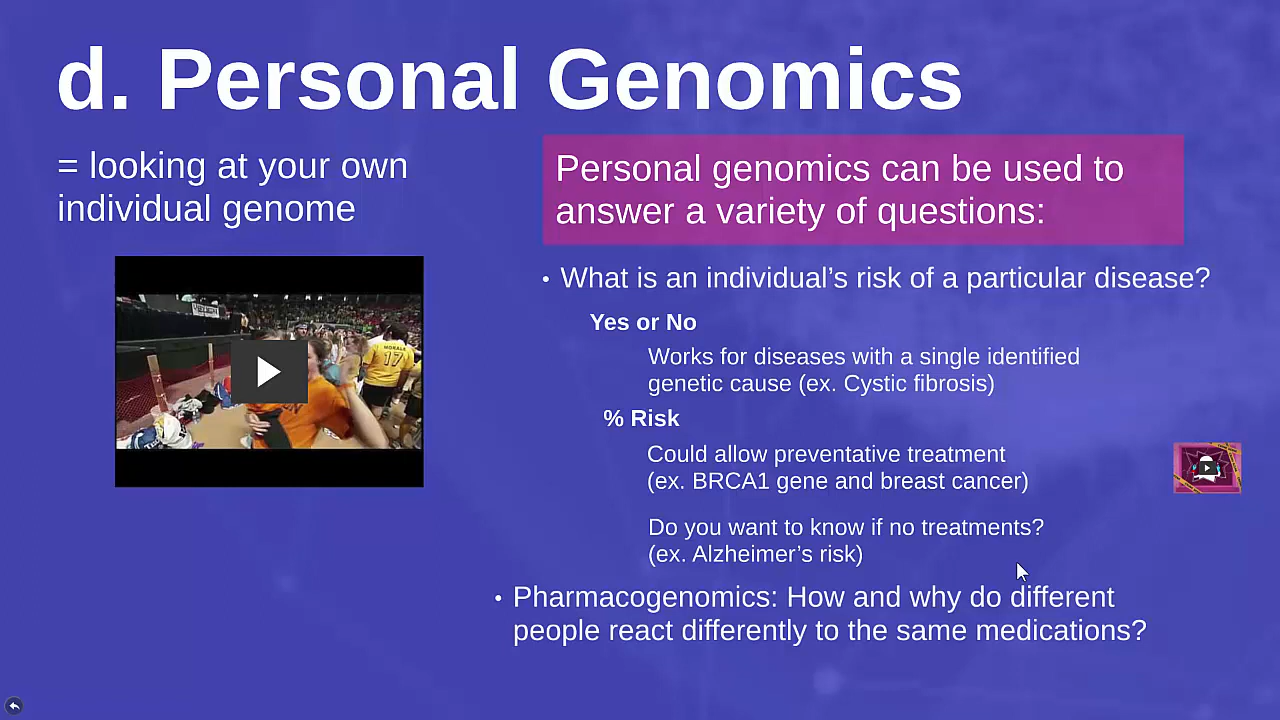 d. Personal Genomics
= looking at your own
individual genome
MORALE
17
Personal genomics can be used to
answer a variety of questions:
• What is an individual’s risk of a particular disease?
Yes or No
Works for diseases with a single identified
genetic cause (ex. Cystic fibrosis)
% Risk
Could allow preventative treatment
(ex. BRCA1 gene and breast cancer)
Do you want to know if no treatments?
(ex. Alzheimer’s risk)
• Pharmacogenomics: How and why do different
people react differently to the same medications?